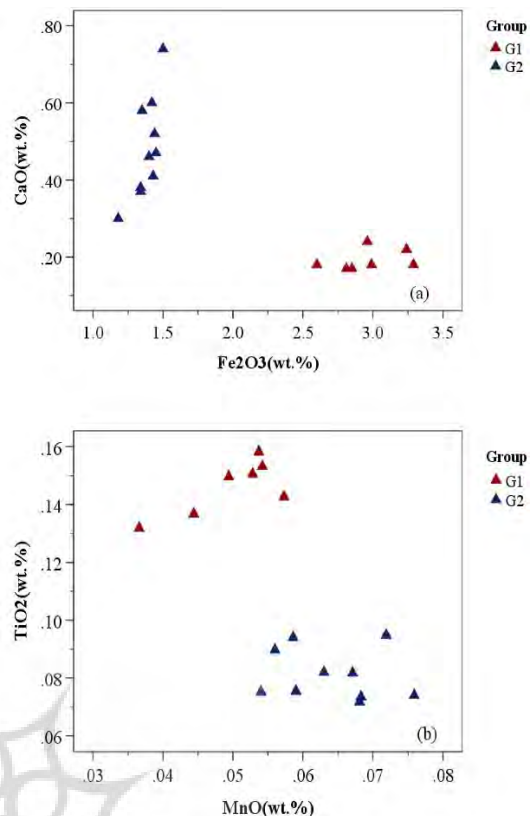 .80
.60
.40
.20
CaO(wt.%)
1.0 1.5 2.0 2.5 3.0 3.5
Fe2O3(wt.%)
(a)
Group
G1
G2
.16
.14
.12
.10
.08
.06
TiO2(wt.%)
.03 .04 .05 .06 .07 .08
MnO(wt.%)
(b)
Group
G1
G2